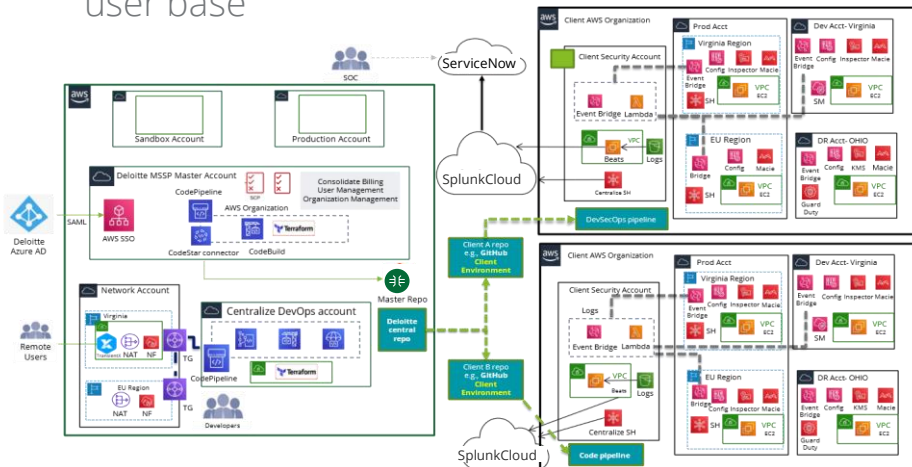 user base
SOC
ServiceNow
SplunkCloud
aws
Sandbox Account
Production Account
Deloitte MSSP Master Account
CodePipeline
SCP
Consolidate Billing
User Management
Organization Management
AWS Organization
Terraform
AWS SSO
CodeStar connector
CodeBuild
SAML
Deloitte
Azure AD
Network Account
Virginia
NAT
NF
TG
EU Region
NAT
NF
TG
Remote
Users
Centralize DevOps account
CodePipeline
Terraform
Developers
Master Repo
Deloitte
central
repo
Client A repo
e.g., GitHub
Client
Environment
Client B repo
e.g., GitHub
Client
Environment
DevSecOps pipeline
Code pipeline
SplunkCloud
aws
Client AWS Organization
Client Security Account
Event Bridge
Lambda
VPC
Beats
Logs
Centralize SH
Prod Acct
Virginia Region
Event
Bridge
Config
Inspector
Macie
SH
VPC
EC2
EU Region
Bridge
Config
Macie
SH
VPC
EC2
Dev Acct- Virginia
Event
Bridge
Config
Inspector
Macie
SM
VPC
EC2
DR Acct- OHIO
Event
Bridge
Config
KMS
Macie
Guard
Duty
VPC
EC2
aws
Client AWS Organization
Client Security Account
Logs
Event Bridge
Lambda
VPC
Beats
Logs
Centralize SH
Prod Acct
Virginia Region
Event
Bridge
Config
Inspector
Macie
SH
VPC
EC2
EU Region
Bridge
Config
Inspector
Macie
SH
VPC
EC2
Dev Acct- Virginia
Event
Bridge
Config
Inspector
Macie
SM
VPC
EC2
DR Acct- OHIO
Event
Bridge
Config
KMS
Macie
Guard
Duty
VPC
EC2